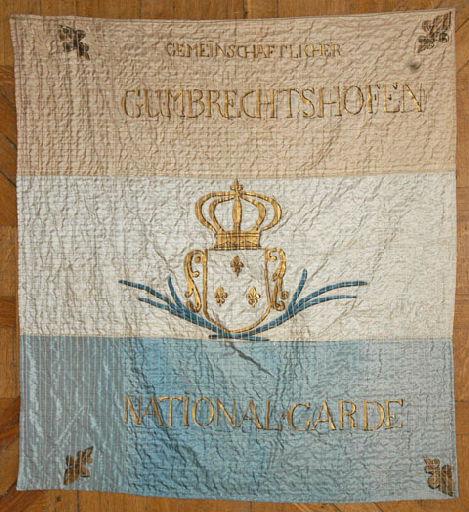 GEMEINSCHAFTLICHER
GUMBRECHTSHOFEN
NATIONAL-GARDE